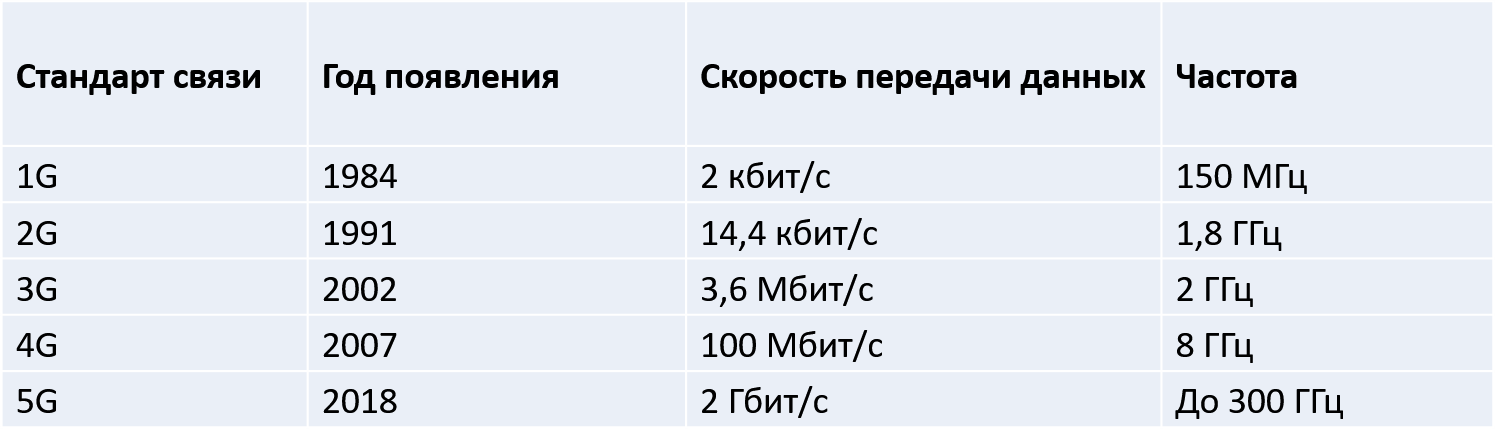 Стандарт связи Год появления Скорость передачи данных Частота
1G 1984 2 кбит/с 150 МГц
2G 1991 14,4 кбит/с 1,8 ГГц
3G 2002 3,6 Мбит/с 2 ГГц
4G 2007 100 Мбит/с 8 ГГц
5G 2018 2 Гбит/с До 300 ГГц